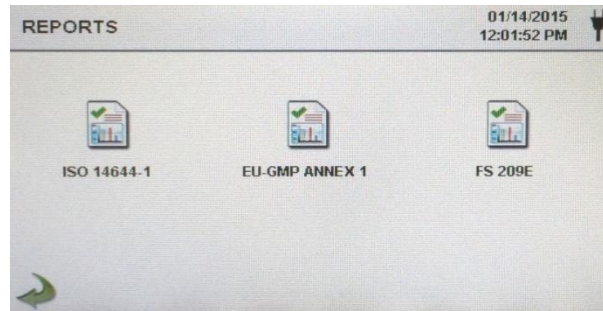 REPORTS
01/14/2015
12:01:52 PM
ISO 14644-1
EU-GMP ANNEX 1
FS 209E